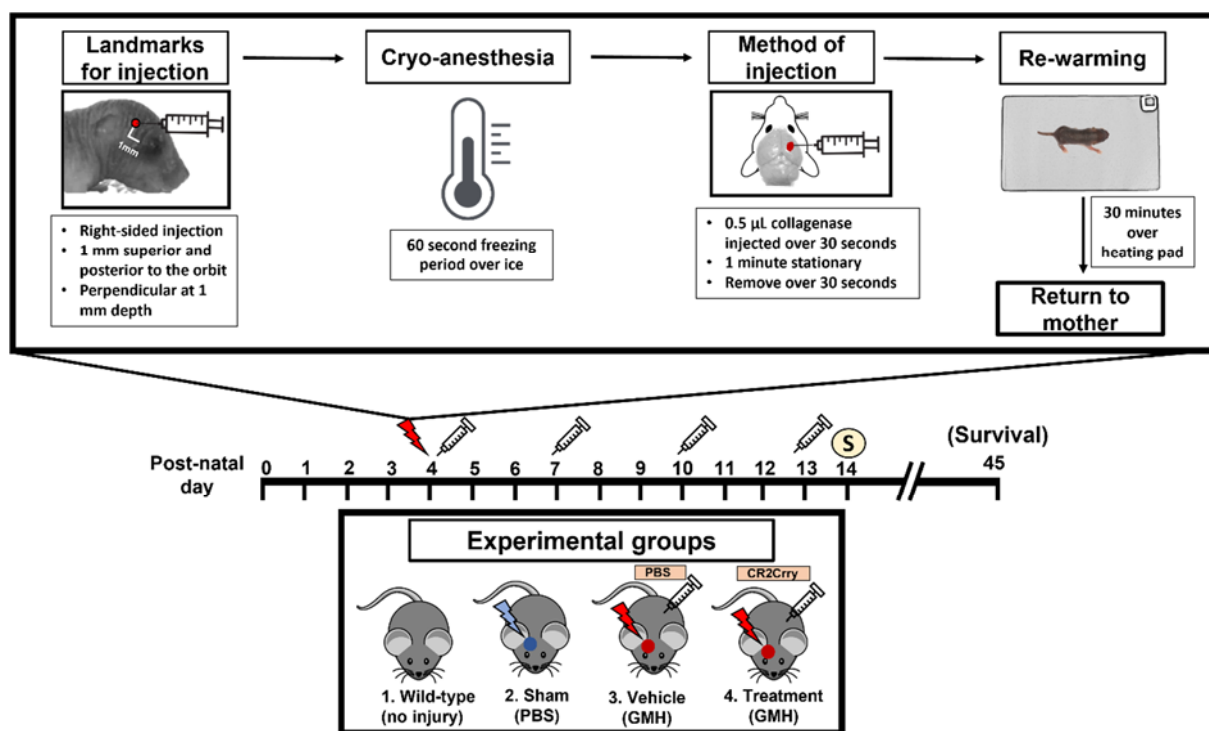 Landmarks
for injection
Cryo-anesthesia
Method of
injection
Re-warming
1mm
• Right-sided injection
• 1 mm superior and
posterior to the orbit
• Perpendicular at 1
mm depth
60 second freezing
period over ice
• 0.5 µL collagenase
injected over 30 seconds
• 1 minute stationary
• Remove over 30 seconds
30 minutes
over
heating pad
Return to
mother
Post-natal
day
0 1 2 3 4 5 6 7 8 9 10 11 12 13 14 45
S
(Survival)
Experimental groups
PBS
CR2Crry
1. Wild-type
(no injury)
2. Sham
(PBS)
3. Vehicle
(GMH)
4. Treatment
(GMH)